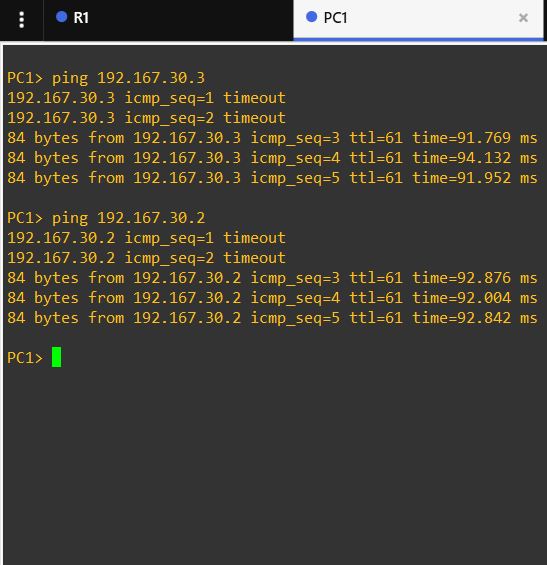 R1
PC1
PC1> ping 192.167.30.3
192.167.30.3 icmp_seq=1 timeout
192.167.30.3 icmp_seq=2 timeout
84 bytes from 192.167.30.3 icmp_seq=3 ttl=61 time=91.769 ms
84 bytes from 192.167.30.3 icmp_seq=4 ttl=61 time=94.132 ms
84 bytes from 192.167.30.3 icmp_seq=5 ttl=61 time=91.952 ms
PC1> ping 192.167.30.2
192.167.30.2 icmp_seq=1 timeout
192.167.30.2 icmp_seq=2 timeout
84 bytes from 192.167.30.2 icmp_seq=3 ttl=61 time=92.876 ms
84 bytes from 192.167.30.2 icmp_seq=4 ttl=61 time=92.004 ms
84 bytes from 192.167.30.2 icmp_seq=5 ttl=61 time=92.842 ms
PC1>